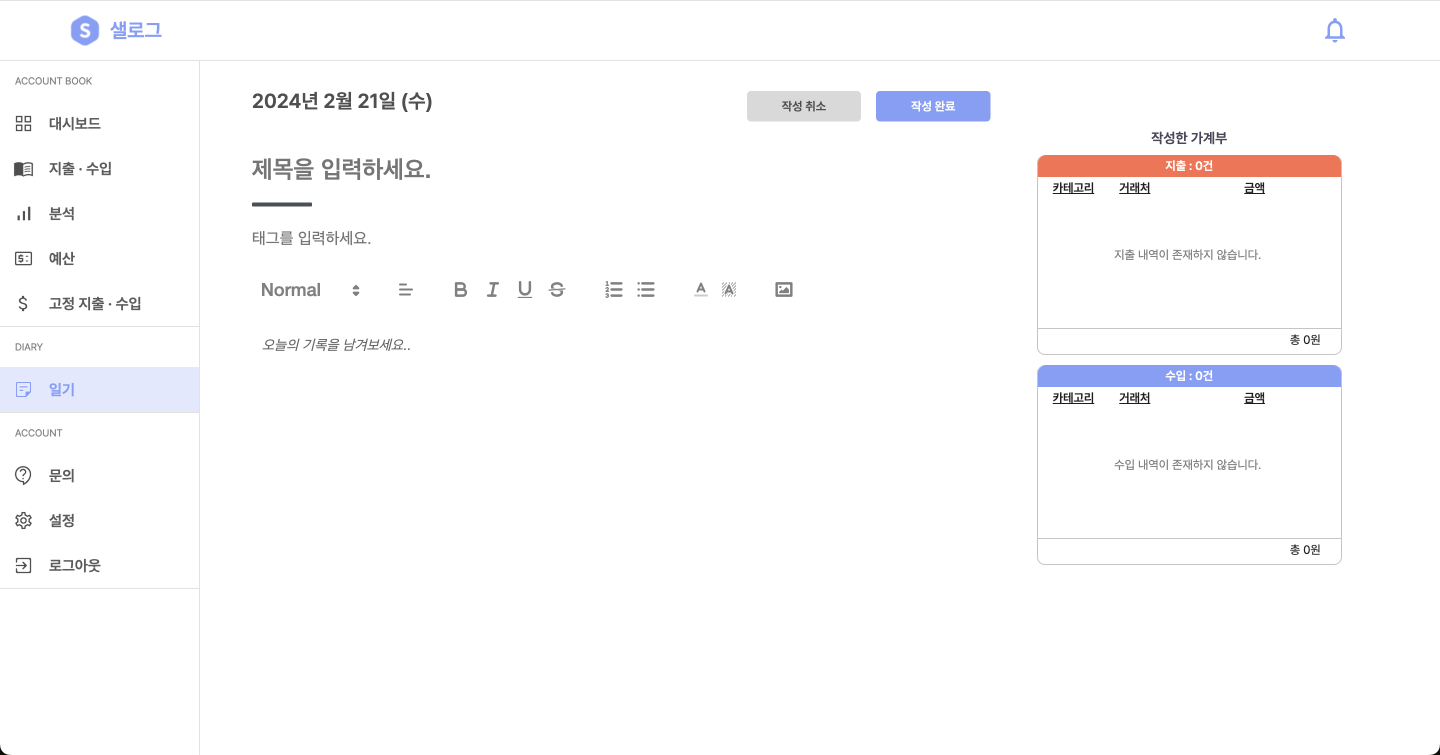 S 샐로그
ACCOUNT BOOK
대시보드
지출 · 수입
분석
예산
고정 지출 · 수입
DIARY
일기
ACCOUNT
문의
설정
로그아웃
2024년 2월 21일 (수)
작성 취소
작성 완료
제목을 입력하세요.
태그를 입력하세요.
Normal
오늘의 기록을 남겨보세요..
작성한 가계부
지출 : 0건
카테고리 거래처 금액
지출 내역이 존재하지 않습니다.
총 0원
수입 : 0건
카테고리 거래처 금액
수입 내역이 존재하지 않습니다.
총 0원